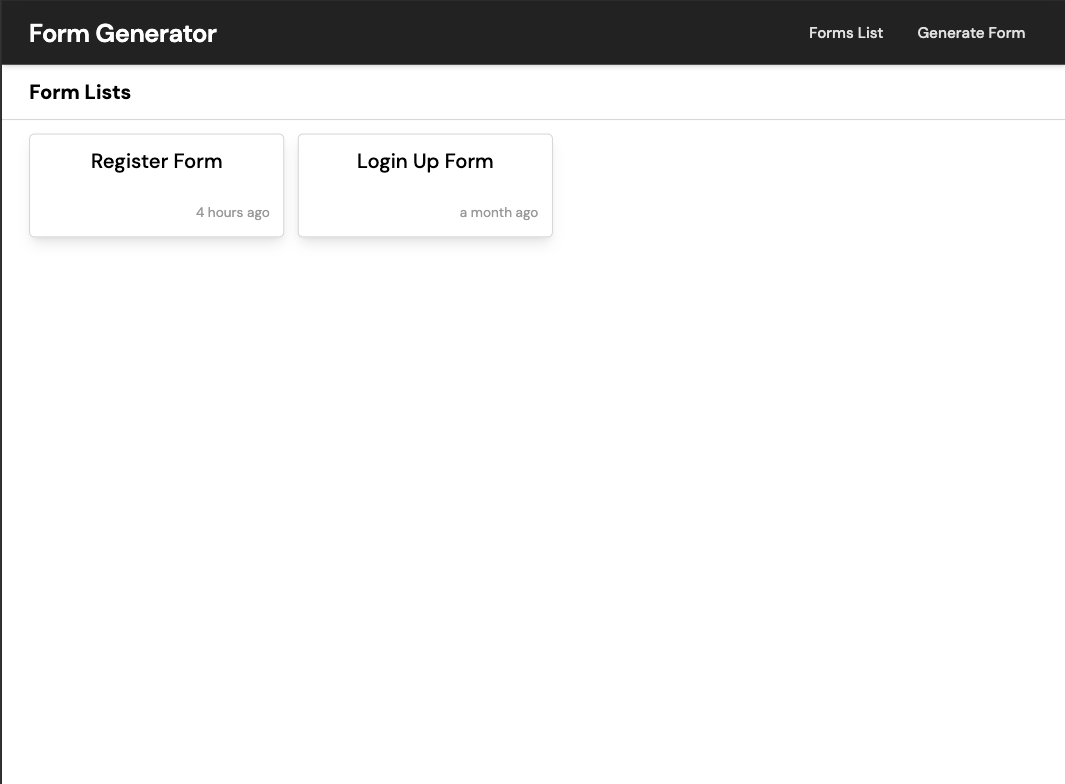 Form Generator
Forms List
Generate Form
Form Lists
Register Form
4 hours ago
Login Up Form
a month ago